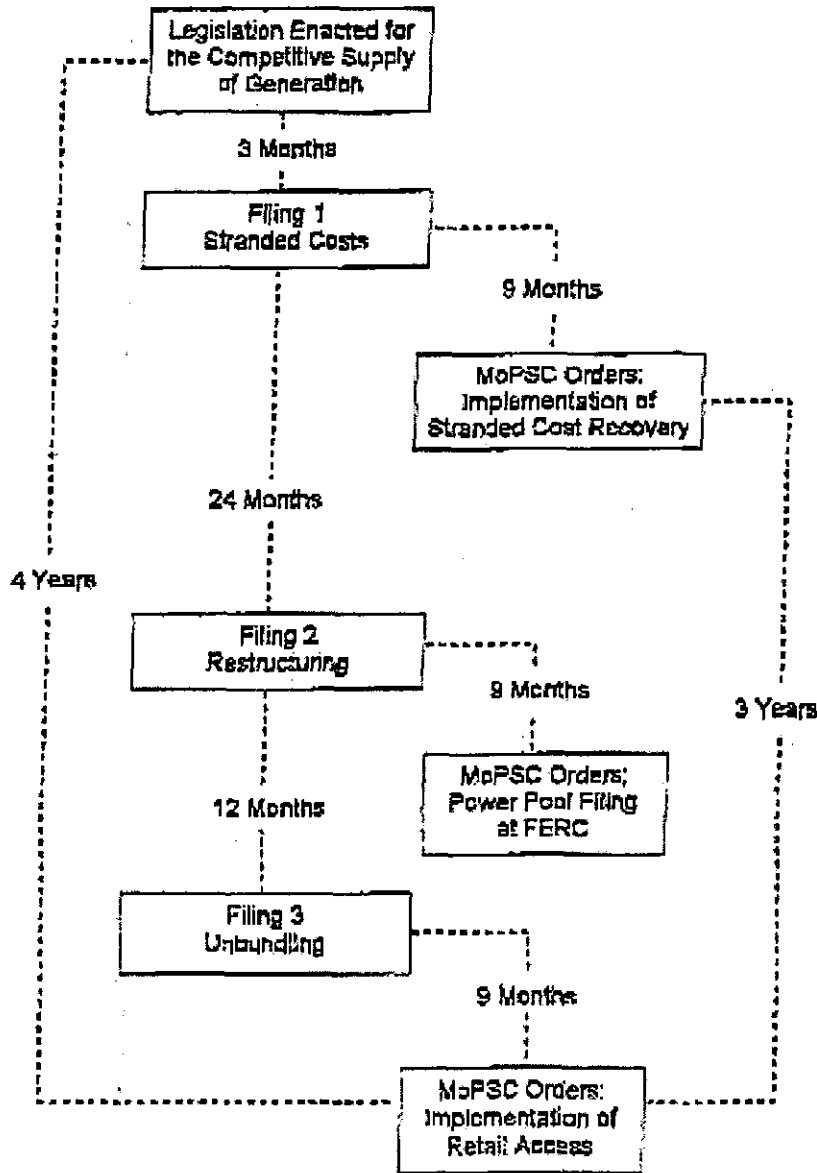 Legislation Enacted for
the Competitive Supply
of Generation
3 Months
Filing 1
Stranded Costs
9 Months
MoPSC Orders:
Implementation of
Stranded Cost Recovery
24 Months
4 Years
Filing 2
Restructuring
9 Months
3 Years
MoPSC Orders;
Power Pool Filing
at FERC
12 Months
Filing 3
Unbundling
9 Months
MoPSC Orders:
Implementation of
Retail Access